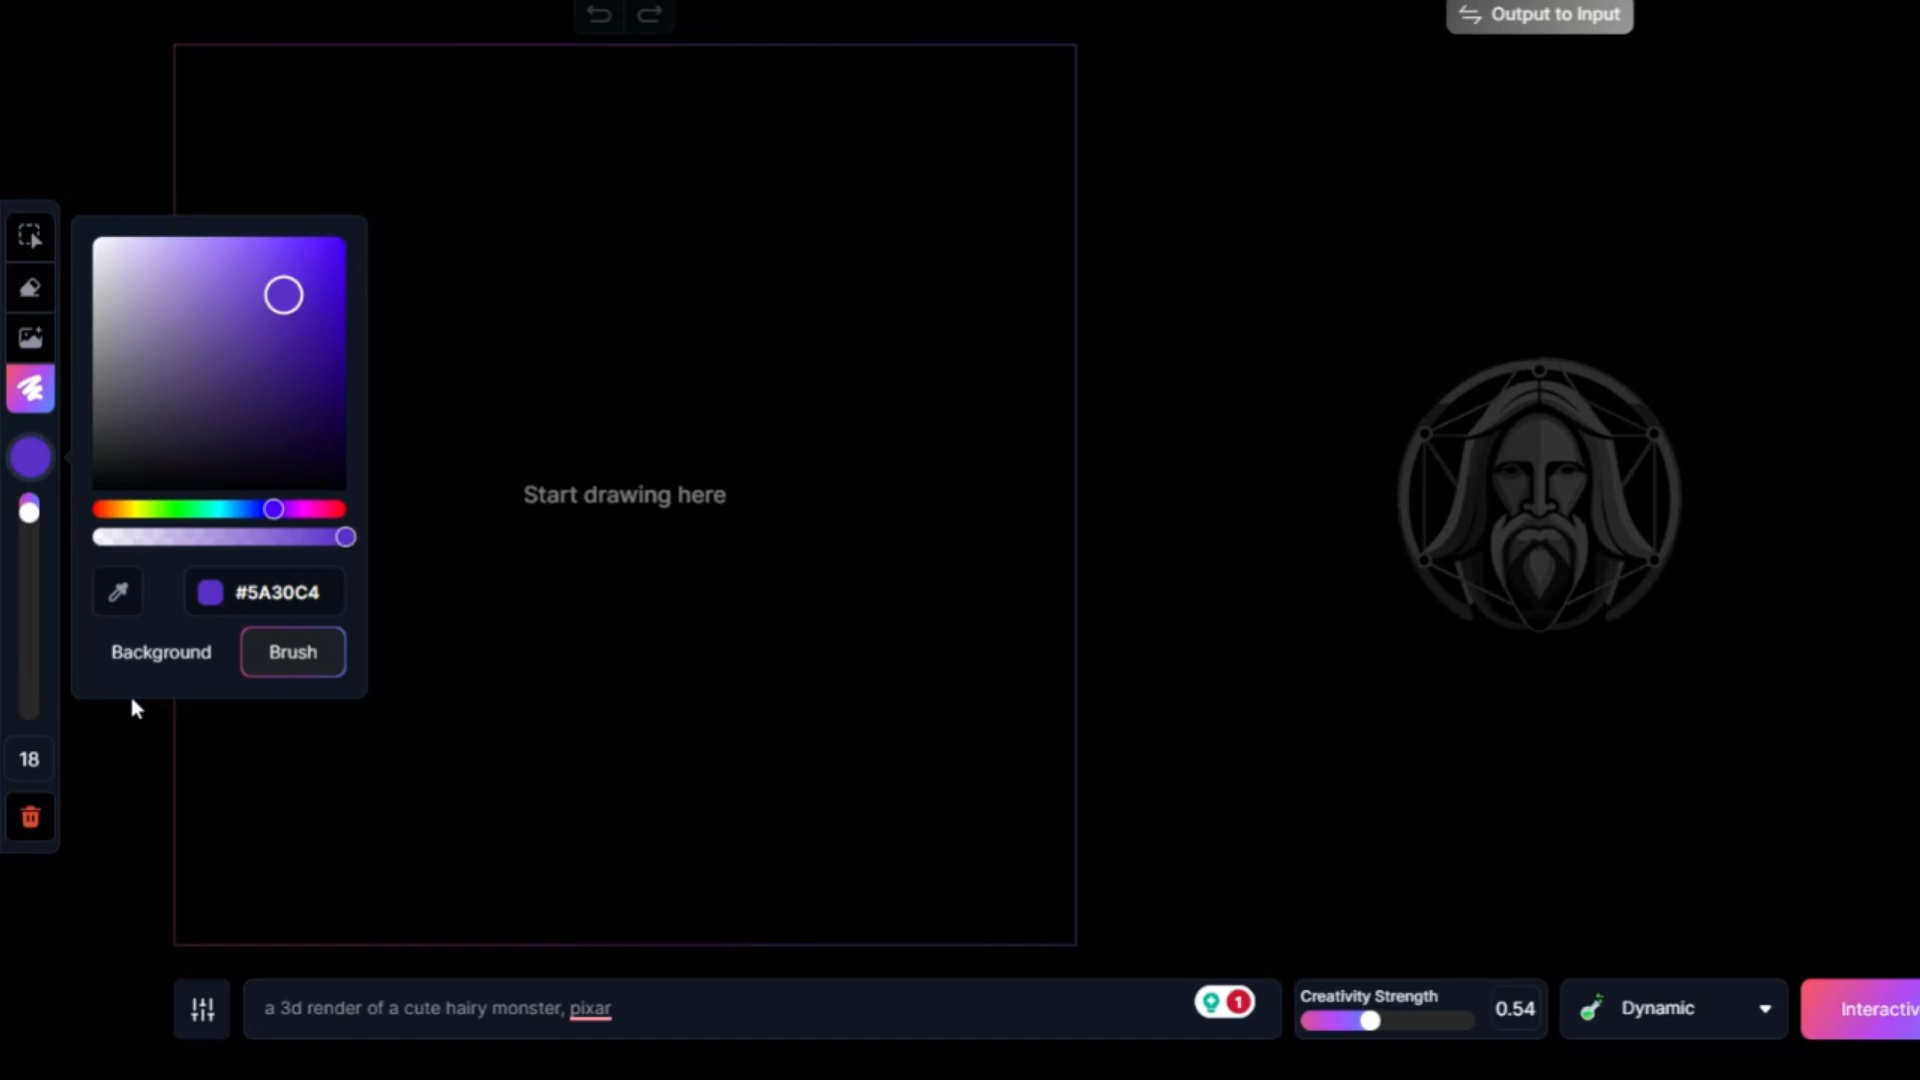 Output to Input
Start drawing here
#5A30C4
Background
Brush
18
a 3d render of a cute hairy monster, pixar
1
Creativity Strength
0.54
Dynamic
Interactiv